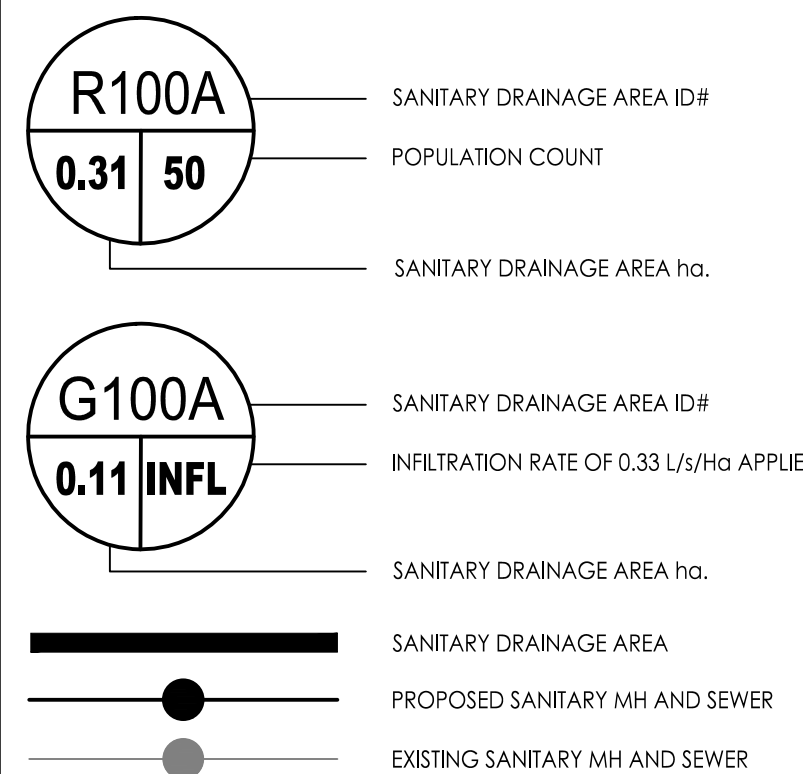 R100A
SANITARY DRAINAGE AREA ID#
0.31 50
POPULATION COUNT
SANITARY DRAINAGE AREA ha.
G100A
SANITARY DRAINAGE AREA ID#
0.11 INFL
INFILTRATION RATE OF 0.33 L/s/Ha APPLIE
SANITARY DRAINAGE AREA ha.
SANITARY DRAINAGE AREA
PROPOSED SANITARY MH AND SEWER
EXISTING SANITARY MH AND SEWER